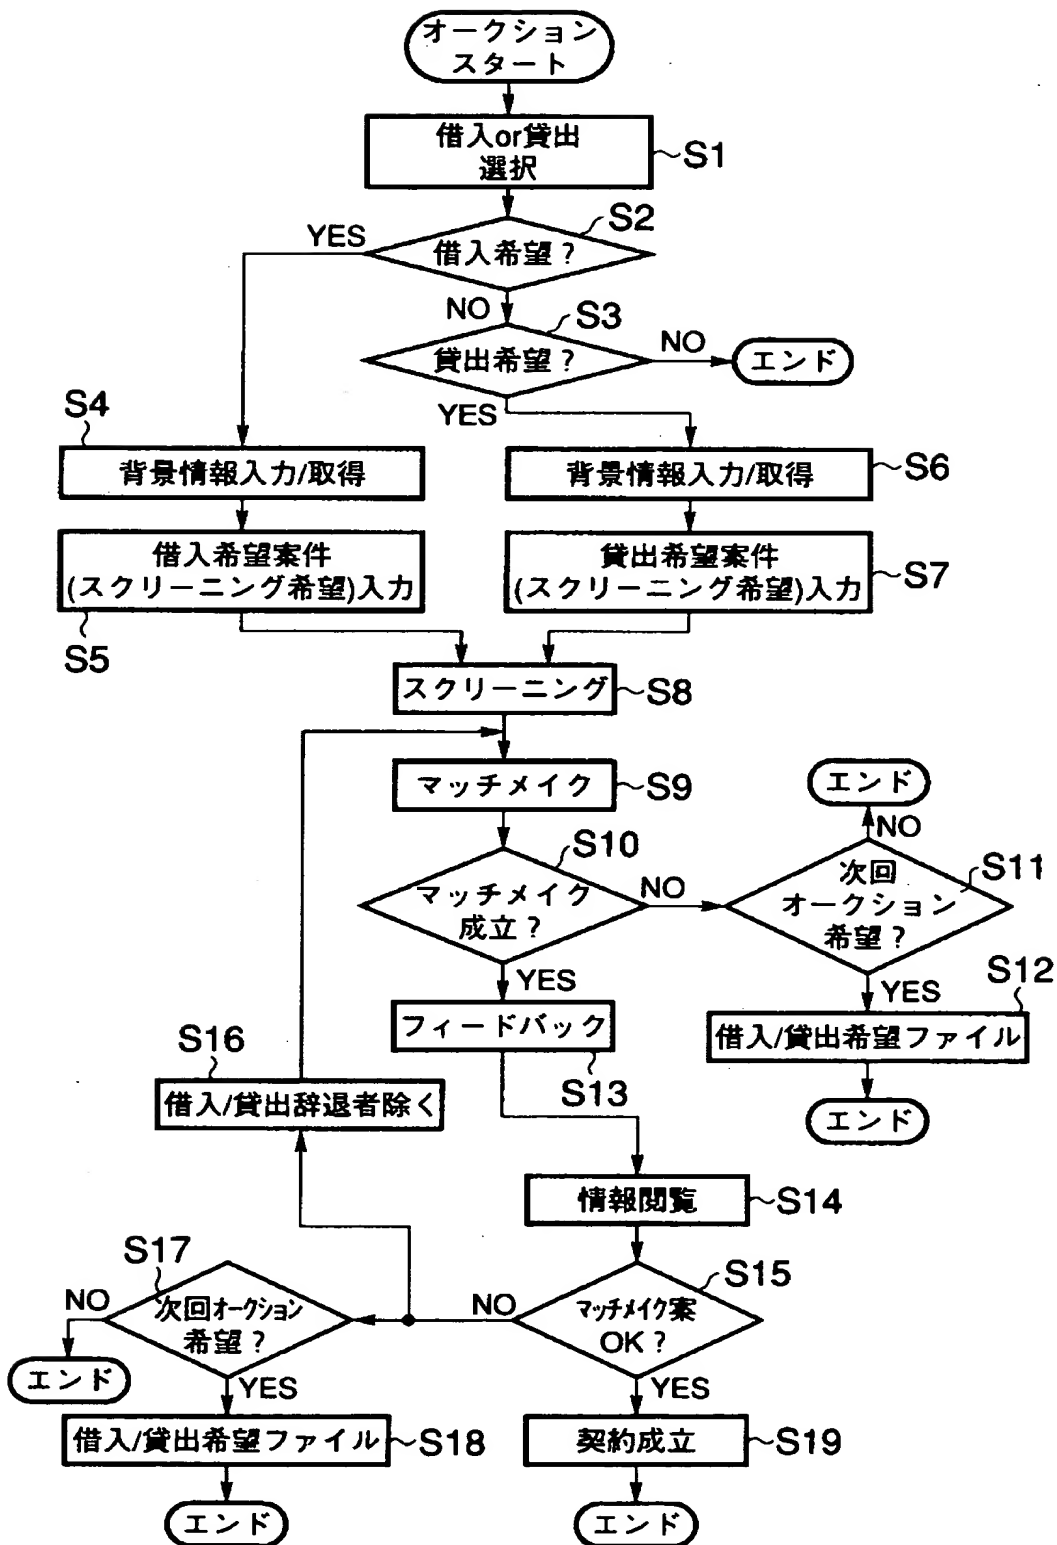 オークション
スタート
借入or貸出
選択
S1
S2
YES
借入希望？
NO
S3
貸出希望？
NO
エンド
YES
S4
背景情報入力/取得
背景情報入力/取得
S6
借入希望案件
(スクリーニング希望)入力
S5
貸出希望案件
(スクリーニング希望)入力
S7
スクリーニング
S8
マッチメイク
S9
エンド
NO
S10
マッチメイク
成立？
NO
次回
オークション
希望？
S11
YES
YES
S12
フィードバック
S13
借入/貸出希望ファイル
エンド
S16
借入/貸出辞退者除く
情報閲覧
S14
S17
次回オークション
希望？
NO
エンド
NO
S15
マッチメイク案
OK？
YES
YES
借入/貸出希望ファイル
S18
契約成立
S19
エンド
エンド